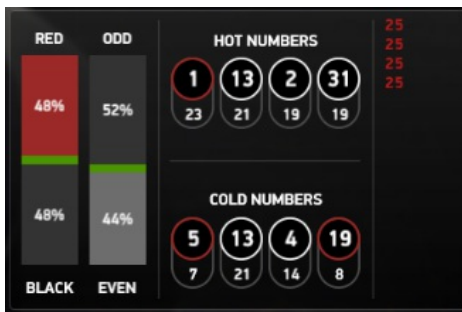 RED ODD
48% 52%
48% 44%
BLACK EVEN
HOT NUMBERS
1 13 2 31
23 21 19 19
COLD NUMBERS
5 13 4 19
7 21 14 8
25
25
25
25